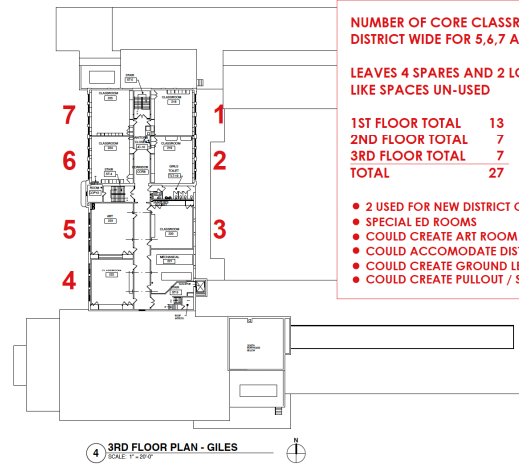 NUMBER OF CORE CLASSR
DISTRICT WIDE FOR 5,6,7 A
LEAVES 4 SPARES AND 2 LO
LIKE SPACES UN-USED
1ST FLOOR TOTAL 13
2ND FLOOR TOTAL 7
3RD FLOOR TOTAL 7
TOTAL 27
• 2 USED FOR NEW DISTRICT O
• SPECIAL ED ROOMS
• COULD CREATE ART ROOM
• COULD ACCOMODATE DIS
• COULD CREATE GROUND LE
• COULD CREATE PULLOUT / S
7
1
6
2
5
3
4
CLASSROOM
CLASSROOM
CLASSROOM
CLASSROOM
GIRLS
TOILET
ART
CLASSROOM
MECHANICAL
CLASSROOM
4
3RD FLOOR PLAN - GILES
SCALE: 1" = 20'-0"
N